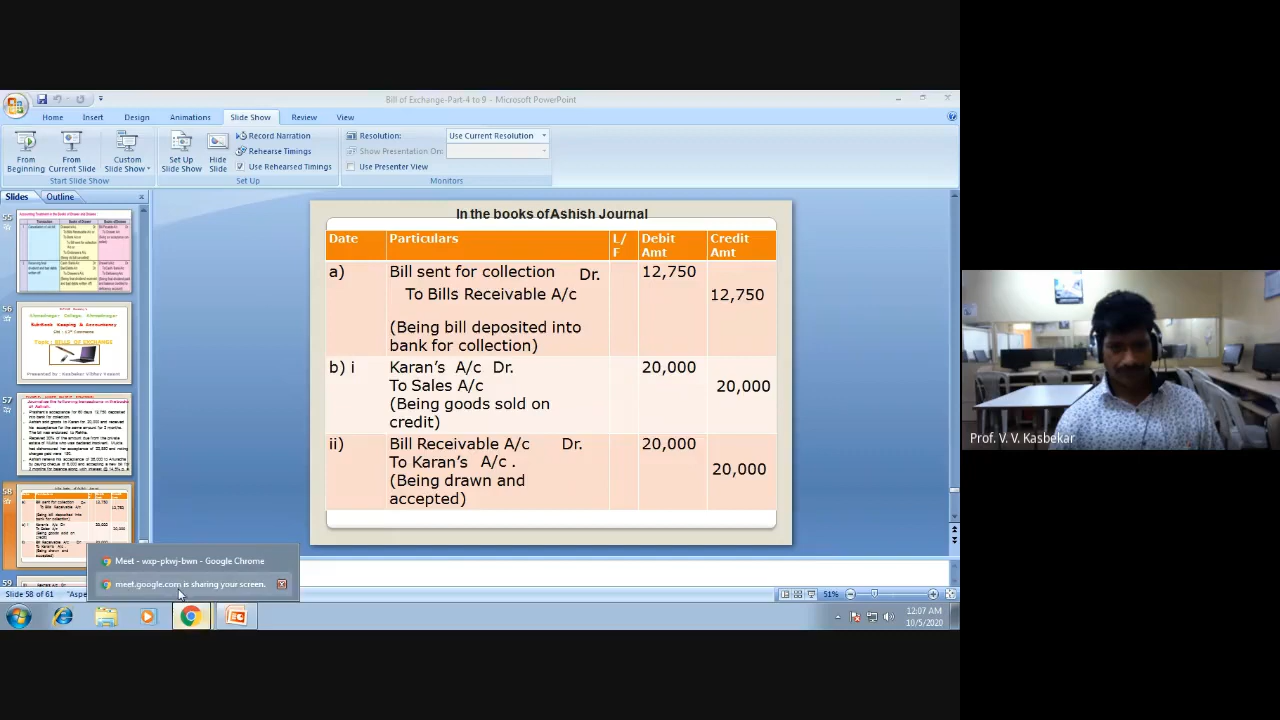 Bill of Exchange-Part-4 to 9 - Microsoft PowerPoint
Home Insert Design Animations Slide Show Review View
From Beginning
From Current Slide
Custom Slide Show
Start Slide Show
Set Up Slide Show
Hide Slide
Record Narration
Rehearse Timings
Use Rehearsed Timings
Set Up
Resolution: Use Current Resolution
Show Presentation On:
Use Presenter View
Monitors
Slides Outline
55
56
57
58
59
In the books of Ashish Journal
Date Particulars L/F Debit Amt Credit Amt
a) Bill sent for colection Dr. 12,750
To Bills Receivable A/c 12,750
(Being bill deposited into
bank for collection)
b) i Karan's A/c Dr. 20,000
To Sales A/c 20,000
(Being goods sold on
credit)
ii) Bill Receivable A/c Dr. 20,000
To Karan's A/c . 20,000
(Being drawn and
accepted)
Meet - wxp-pkwj-bwn - Google Chrome
meet.google.com is sharing your screen.
Slide 58 of 61
51%
12:07 AM
10/5/2020
Prof. V. V. Kasbekar